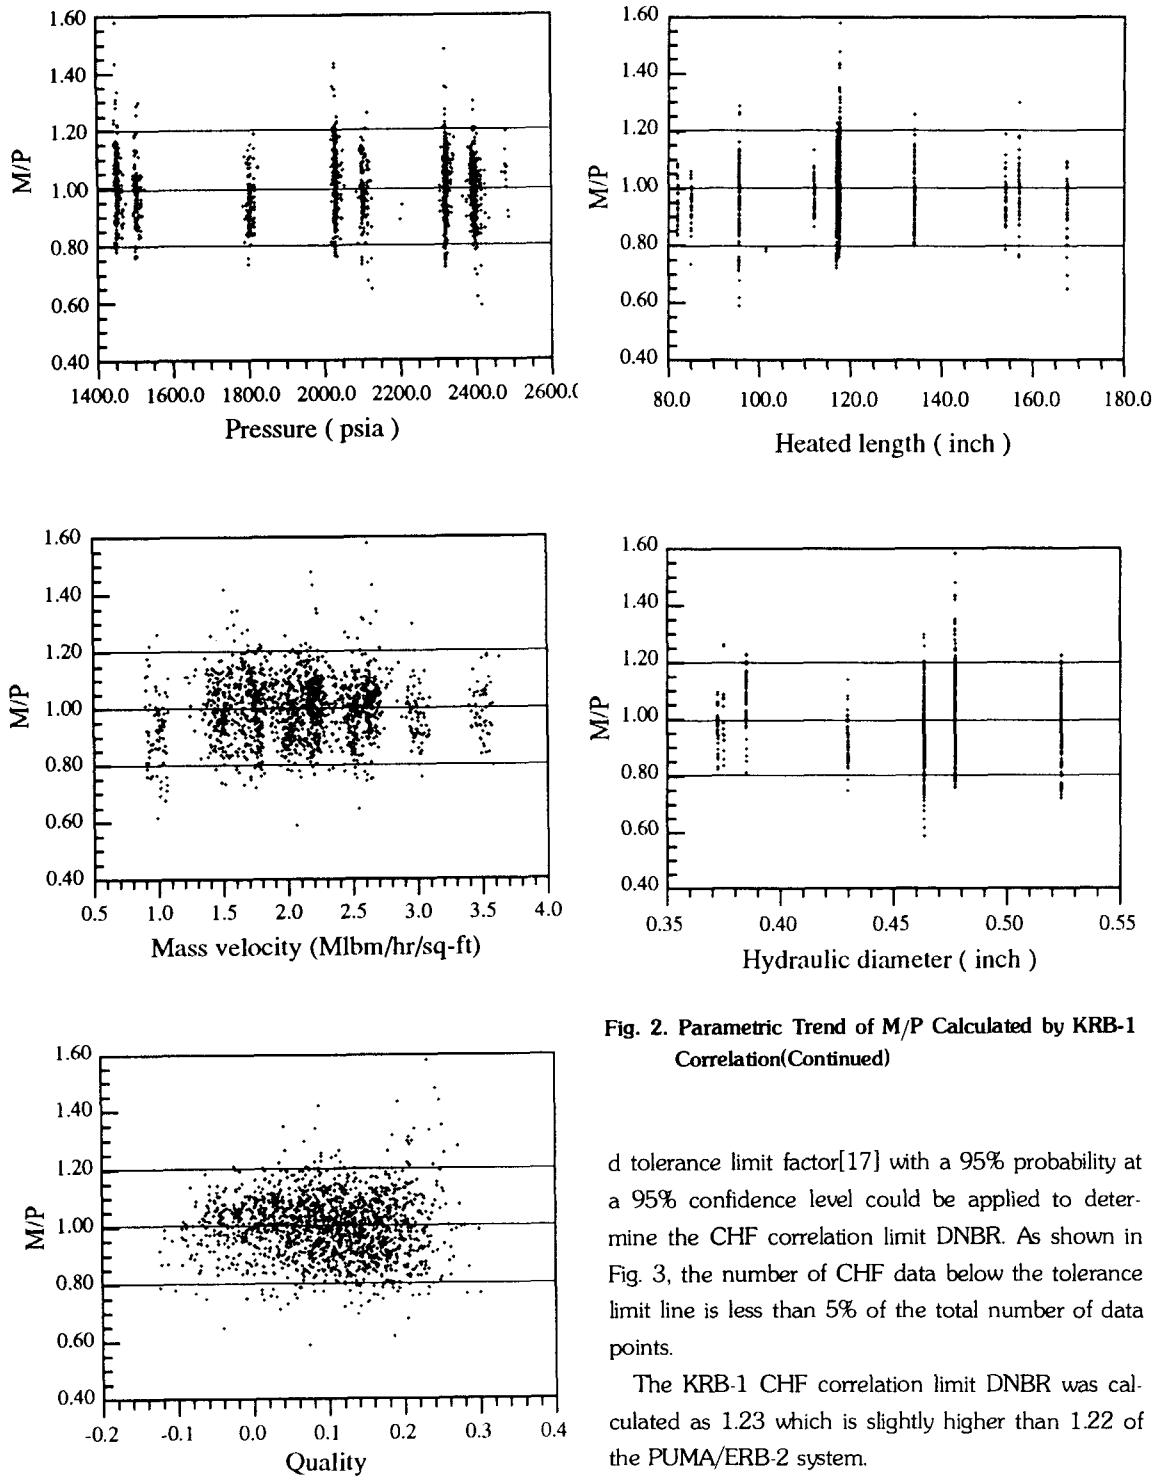 1.60
1.40
1.20
1.00
0.80
0.60
0.40
M/P
1400.0 1600.0 1800.0 2000.0 2200.0 2400.0 2600.0
Pressure ( psia )
1.60
1.40
1.20
1.00
0.80
0.60
0.40
M/P
80.0 100.0 120.0 140.0 160.0 180.0
Heated length ( inch )
1.60
1.40
1.20
1.00
0.80
0.60
0.40
M/P
0.5 1.0 1.5 2.0 2.5 3.0 3.5 4.0
Mass velocity (Mlbm/hr/sq-ft)
1.60
1.40
1.20
1.00
0.80
0.60
0.40
M/P
0.35 0.40 0.45 0.50 0.55
Hydraulic diameter ( inch )
Fig. 2. Parametric Trend of M/P Calculated by KRB-1
Correlation(Continued)
1.60
1.40
1.20
1.00
0.80
0.60
0.40
M/P
-0.2 -0.1 0.0 0.1 0.2 0.3 0.4
Quality
d tolerance limit factor[17] with a 95% probability at
a 95% confidence level could be applied to deter-
mine the CHF correlation limit DNBR. As shown in
Fig. 3, the number of CHF data below the tolerance
limit line is less than 5% of the total number of data
points.
The KRB-1 CHF correlation limit DNBR was cal-
culated as 1.23 which is slightly higher than 1.22 of
the PUMA/ERB-2 system.